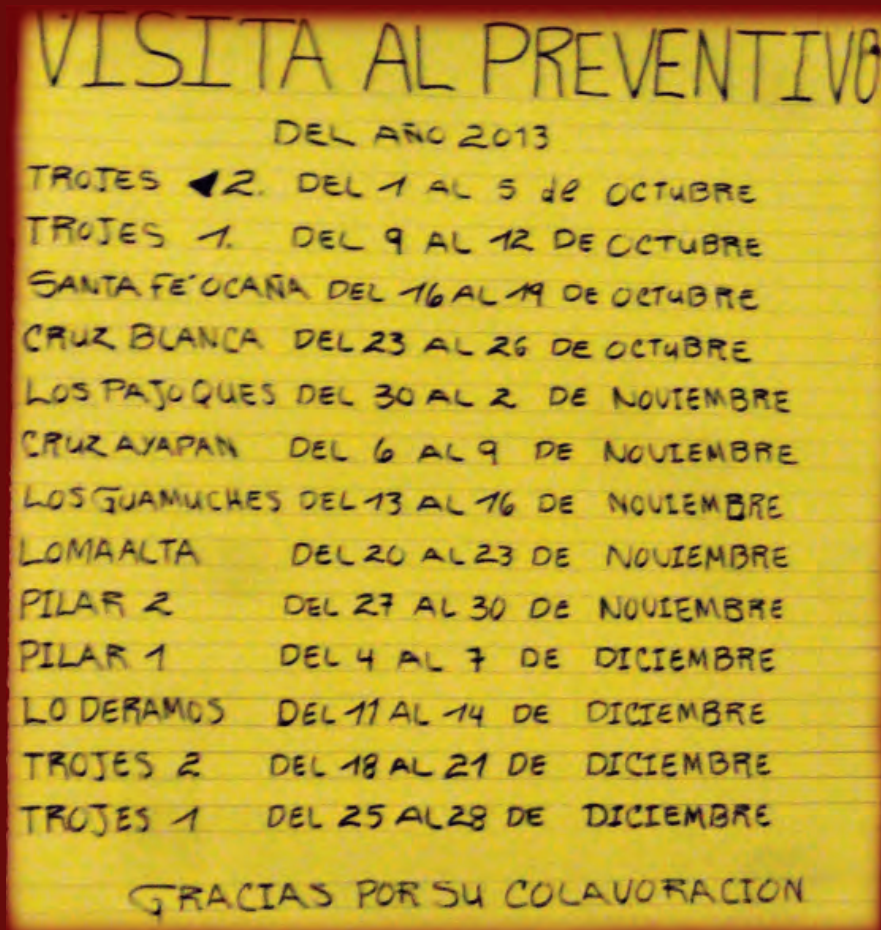 VISITA AL PREVENTIVO
DEL AÑO 2013
TROJES 2. DEL 1 AL 5 de OCTUBRE
TROJES 1. DEL 9 AL 12 DE OCTUBRE
SANTA FE' OCAÑA DEL 16 AL 19 DE OCTUBRE
CRUZ BLANCA DEL 23 AL 26 DE OCTUBRE
LOS PAJOQUES DEL 30 AL 2 DE NOVIEMBRE
CRUZ AYAPAN DEL 6 AL 9 DE NOVIEMBRE
LOS GUAMUCHES DEL 13 AL 16 DE NOVIEMBRE
LOMA ALTA DEL 20 AL 23 DE NOVIEMBRE
PILAR 2 DEL 27 AL 30 DE NOVIEMBRE
PILAR 1 DEL 4 AL 7 DE DICIEMBRE
LO DERAMOS DEL 11 AL 14 DE DICIEMBRE
TROJES 2 DEL 18 AL 21 DE DICIEMBRE
TROJES 1 DEL 25 AL 28 DE DICIEMBRE
GRACIAS POR SU COLAVORACION